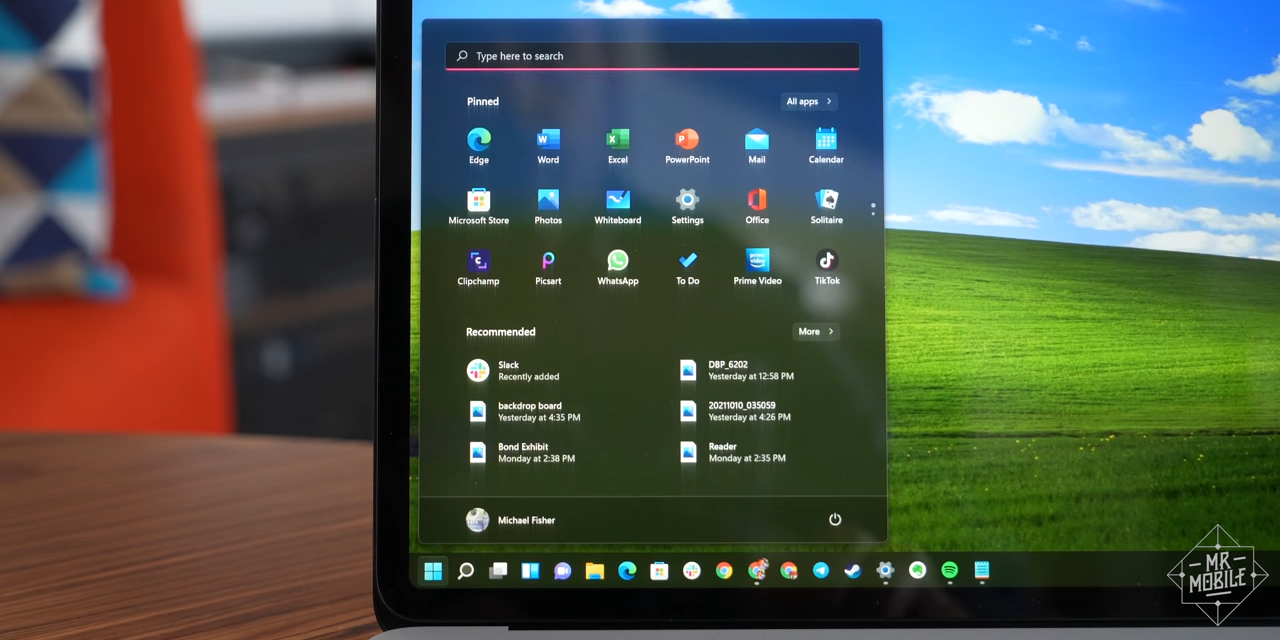 Type here to search
Pinned
All apps
Edge
Word
Excel
PowerPoint
Mail
Calendar
Microsoft Store
Photos
Whiteboard
Settings
Office
Solitaire
Clipchamp
Picsart
WhatsApp
To Do
Prime Video
TikTok
Recommended
More
Slack
Recently added
DBP_6202
Yesterday at 12:58 PM
backdrop board
Yesterday at 4:35 PM
20211010_035059
Yesterday at 4:26 PM
Bond Exhibit
Monday at 2:38 PM
Reader
Monday at 2:35 PM
Michael Fisher
MR
MOBILE